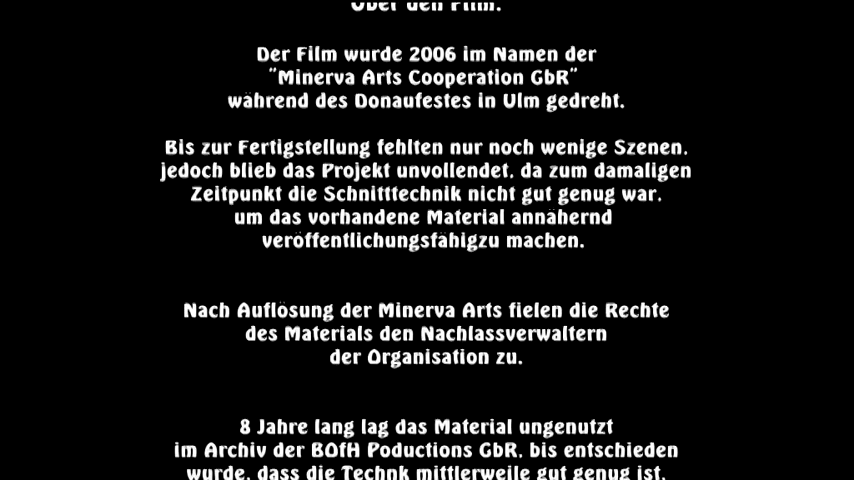 Über den Film.
Der Film wurde 2006 im Namen der
"Minerva Arts Cooperation GbR"
während des Donaufestes in Ulm gedreht.
Bis zur Fertigstellung fehlten nur noch wenige Szenen,
jedoch blieb das Projekt unvollendet, da zum damaligen
Zeitpunkt die Schnitttechnik nicht gut genug war,
um das vorhandene Material annähernd
veröffentlichungsfähigzu machen.
Nach Auflösung der Minerva Arts fielen die Rechte
des Materials den Nachlassverwaltern
der Organisation zu.
8 Jahre lang lag das Material ungenutzt
im Archiv der BOfH Poductions GbR, bis entschieden
wurde, dass die Technk mittlerweile gut genug ist,